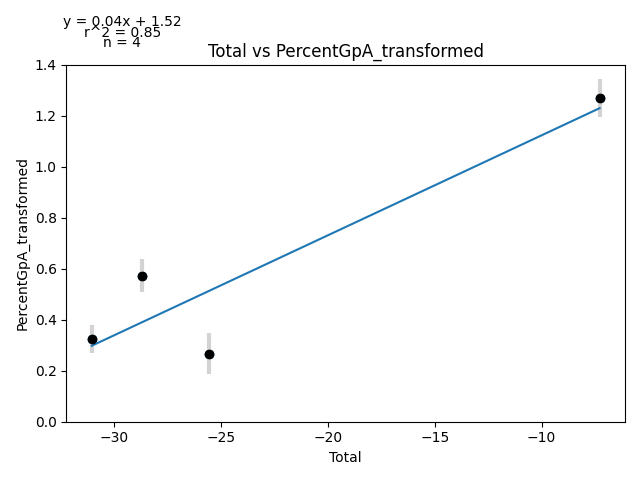 y = 0.04x + 1.52
r^2 = 0.85
n = 4
Total vs PercentGpA_transformed
1.4
1.2
1.0
0.8
0.6
0.4
0.2
0.0
PercentGpA_transformed
−30
−25
−20
−15
−10
Total